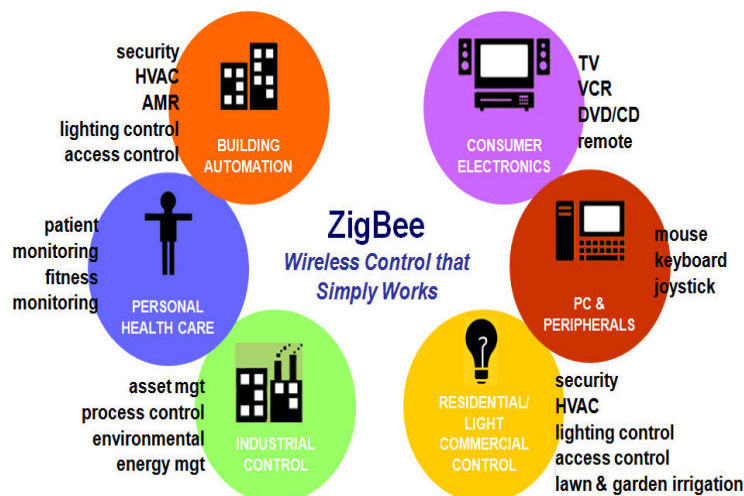 security
HVAC
AMR
lighting control
access control
BUILDING
AUTOMATION
TV
VCR
DVD/CD
remote
CONSUMER
ELECTRONICS
patient
monitoring
fitness
monitoring
PERSONAL
HEALTH CARE
ZigBee
Wireless Control that
Simply Works
mouse
keyboard
joystick
PC &
PERIPHERALS
asset mgt
process control
environmental
energy mgt
INDUSTRIAL
CONTROL
RESIDENTIAL/
LIGHT
COMMERCIAL
CONTROL
security
HVAC
lighting control
access control
lawn & garden irrigation